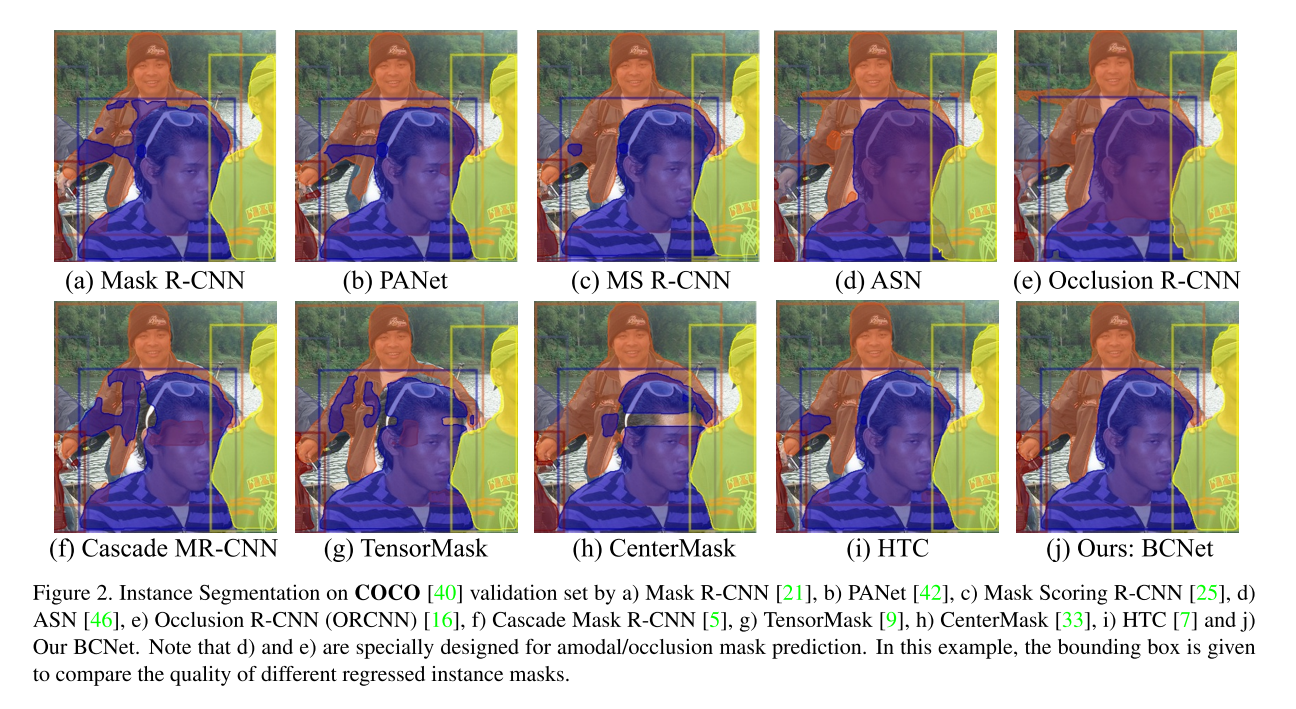 (a) Mask R-CNN
(b) PANet
(c) MS R-CNN
(d) ASN
(e) Occlusion R-CNN
(f) Cascade MR-CNN
(g) TensorMask
(h) CenterMask
(i) HTC
(j) Ours: BCNet
Figure 2. Instance Segmentation on COCO [40] validation set by a) Mask R-CNN [21], b) PANet [42], c) Mask Scoring R-CNN [25], d)
ASN [46], e) Occlusion R-CNN (ORCNN) [16], f) Cascade Mask R-CNN [5], g) TensorMask [9], h) CenterMask [33], i) HTC [7] and j)
Our BCNet. Note that d) and e) are specially designed for amodal/occlusion mask prediction. In this example, the bounding box is given
to compare the quality of different regressed instance masks.